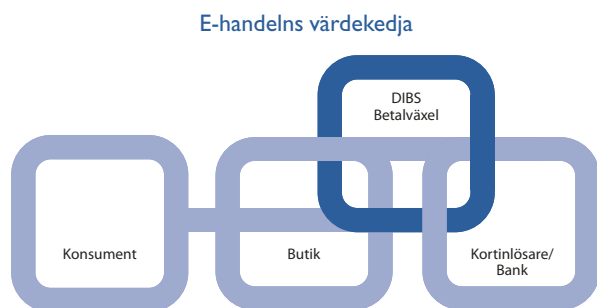 E-handelns värdekedja
DIBS
Betalväxel
Konsument
Butik
Kortinlösare/
Bank